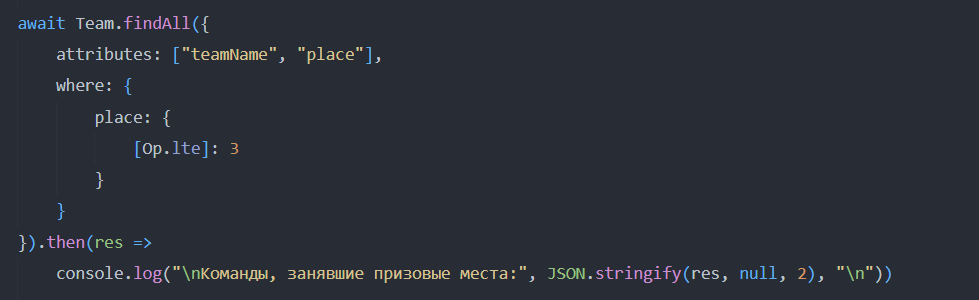 await Team.findAll({
    attributes: ["teamName", "place"],
    where: {
        place: {
            [Op.lte]: 3
        }
    }
}).then(res =>
    console.log("\nКоманды, занявшие призовые места:", JSON.stringify(res, null, 2), "\n"))